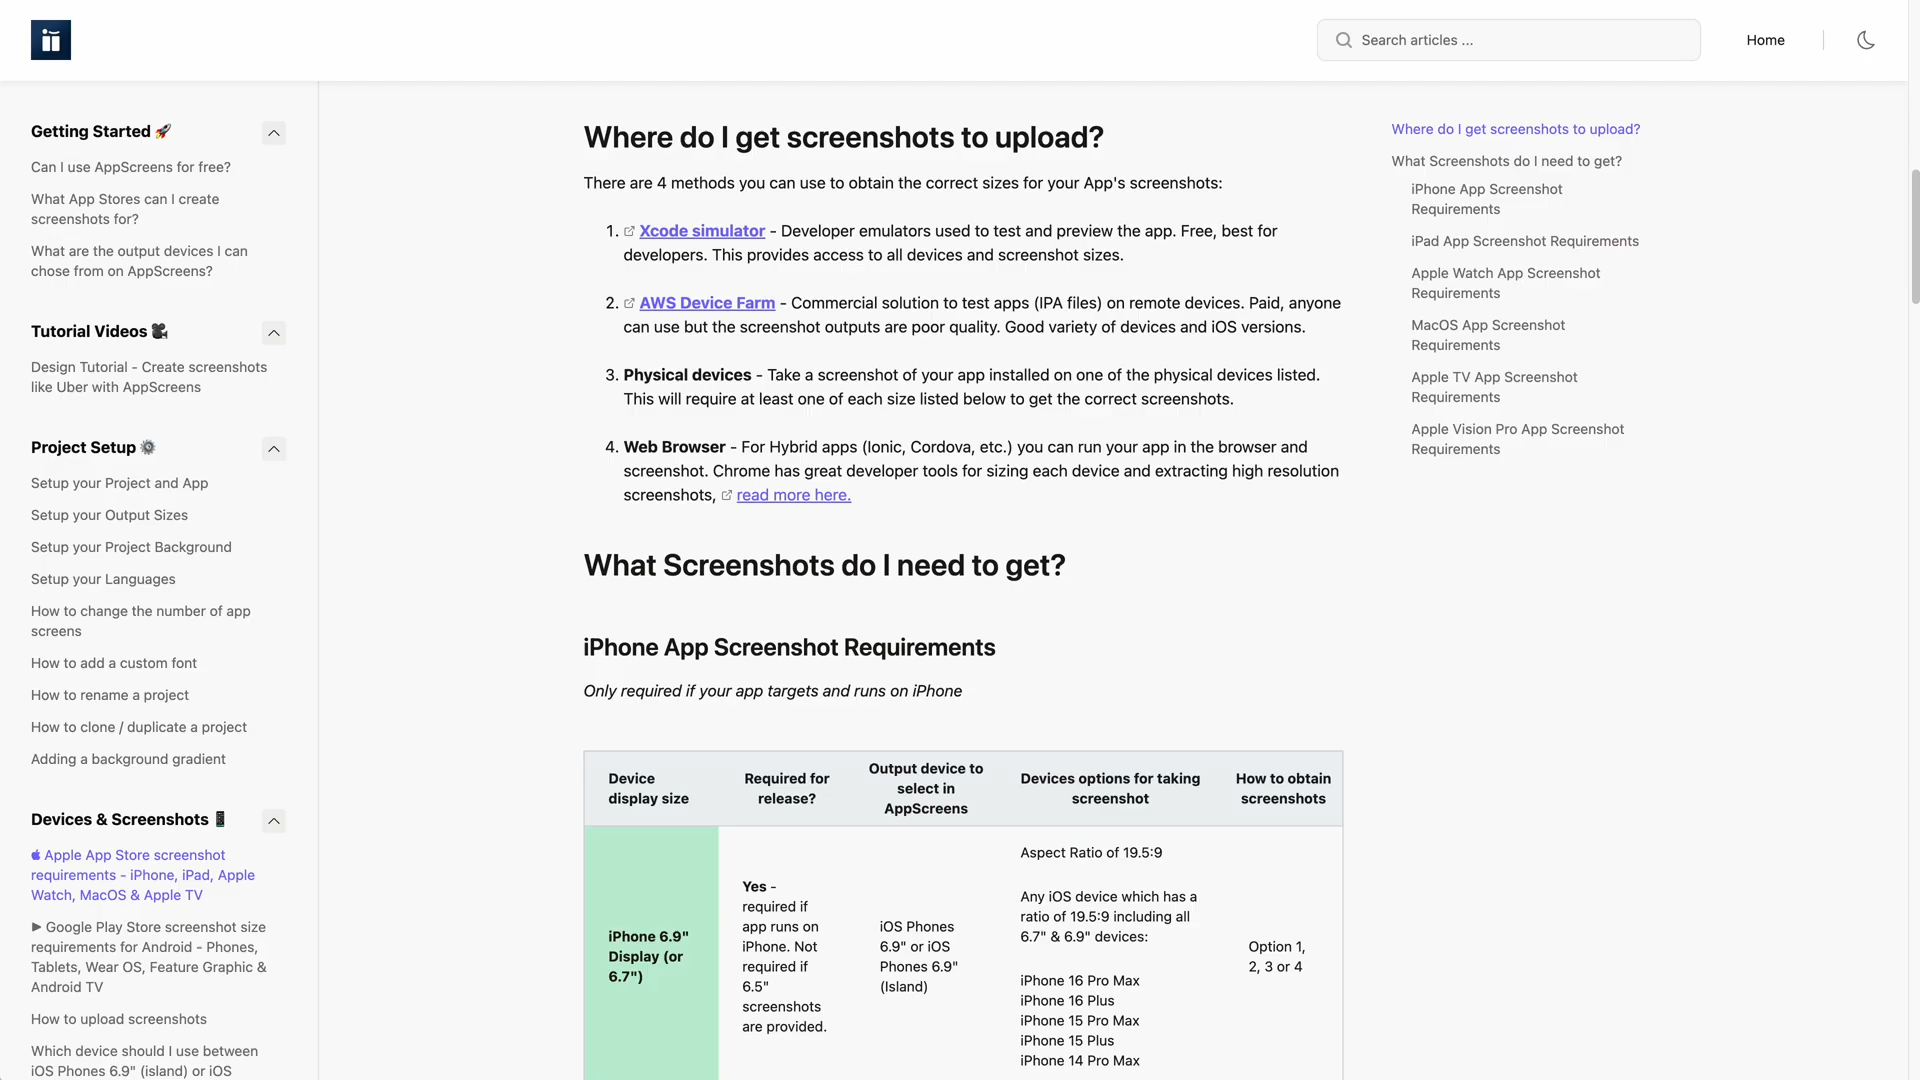 Search articles ...
Home
Getting Started 🚀
Can I use AppScreens for free?
What App Stores can I create
screenshots for?
What are the output devices I can
chose from on AppScreens?
Tutorial Videos 🎥
Design Tutorial - Create screenshots
like Uber with AppScreens
Project Setup ⚙️
Setup your Project and App
Setup your Output Sizes
Setup your Project Background
Setup your Languages
How to change the number of app
screens
How to add a custom font
How to rename a project
How to clone / duplicate a project
Adding a background gradient
Devices & Screenshots 📱
Apple App Store screenshot
requirements - iPhone, iPad, Apple
Watch, MacOS & Apple TV
▶ Google Play Store screenshot size
requirements for Android - Phones,
Tablets, Wear OS, Feature Graphic &
Android TV
How to upload screenshots
Which device should I use between
iOS Phones 6.9" (island) or iOS
Where do I get screenshots to upload?
There are 4 methods you can use to obtain the correct sizes for your App's screenshots:
1. Xcode simulator - Developer emulators used to test and preview the app. Free, best for
developers. This provides access to all devices and screenshot sizes.
2. AWS Device Farm - Commercial solution to test apps (IPA files) on remote devices. Paid, anyone
can use but the screenshot outputs are poor quality. Good variety of devices and iOS versions.
3. Physical devices - Take a screenshot of your app installed on one of the physical devices listed.
This will require at least one of each size listed below to get the correct screenshots.
4. Web Browser - For Hybrid apps (Ionic, Cordova, etc.) you can run your app in the browser and
screenshot. Chrome has great developer tools for sizing each device and extracting high resolution
screenshots, read more here.
What Screenshots do I need to get?
iPhone App Screenshot Requirements
Only required if your app targets and runs on iPhone
Device
display size
Required for
release?
Output device to
select in
AppScreens
Devices options for taking
screenshot
How to obtain
screenshots
iPhone 6.9"
Display (or
6.7")
Yes -
required if
app runs on
iPhone. Not
required if
6.5"
screenshots
are provided.
iOS Phones
6.9" or iOS
Phones 6.9"
(Island)
Aspect Ratio of 19.5:9
Any iOS device which has a
ratio of 19.5:9 including all
6.7" & 6.9" devices:
iPhone 16 Pro Max
iPhone 16 Plus
iPhone 15 Pro Max
iPhone 15 Plus
iPhone 14 Pro Max
Option 1,
2, 3 or 4
Where do I get screenshots to upload?
What Screenshots do I need to get?
iPhone App Screenshot
Requirements
iPad App Screenshot Requirements
Apple Watch App Screenshot
Requirements
MacOS App Screenshot
Requirements
Apple TV App Screenshot
Requirements
Apple Vision Pro App Screenshot
Requirements